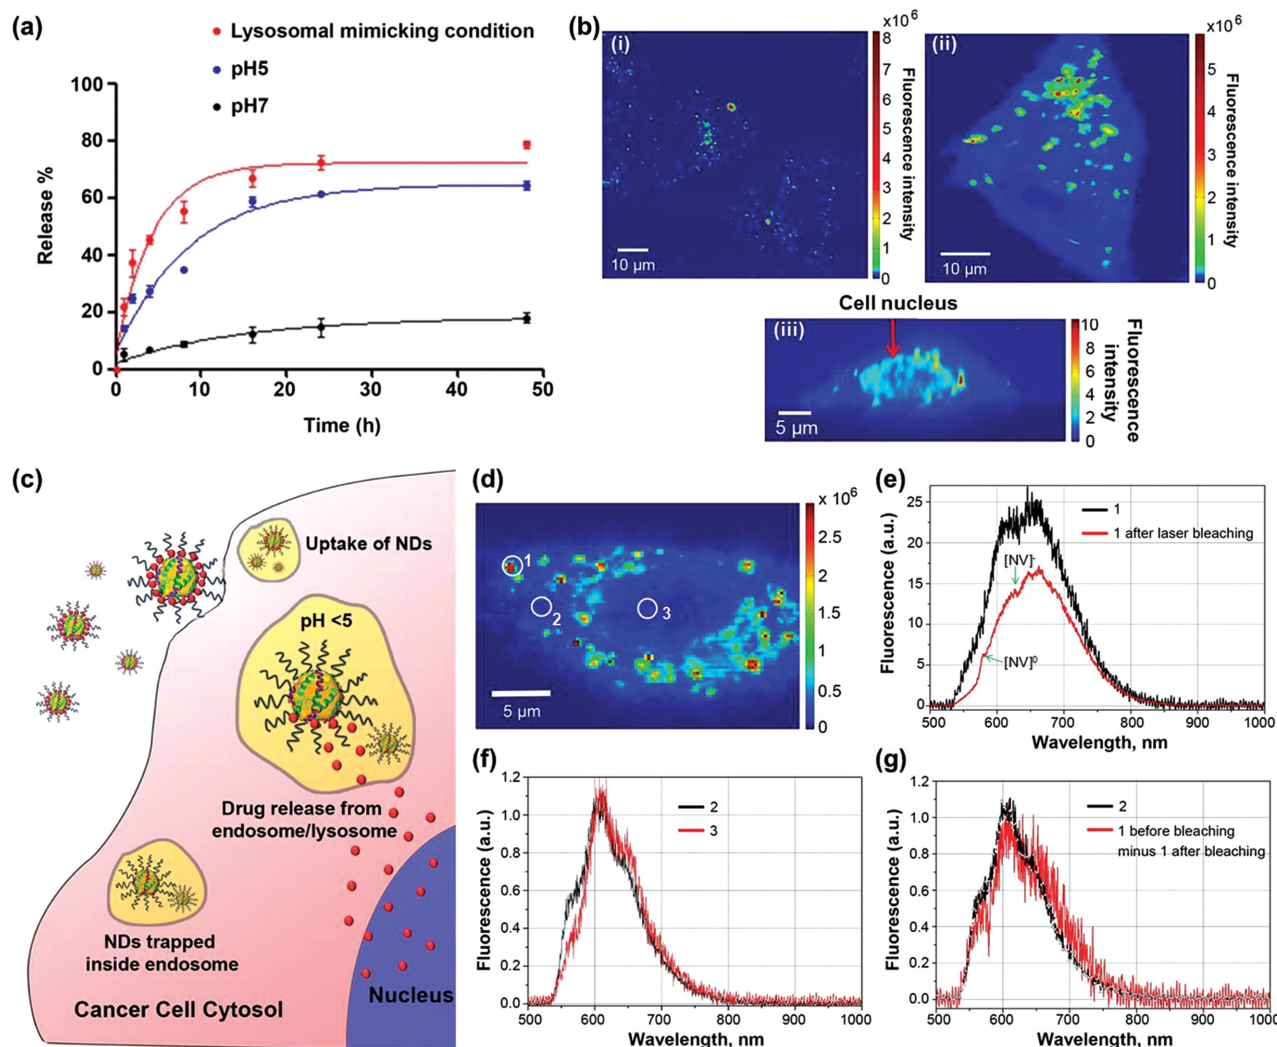 (a)
Lysosomal mimicking condition
pH5
pH7
100
80
60
40
20
0
Release %
0 10 20 30 40 50
Time (h)
(b)
(i)
10 μm
×10⁶
8
7
6
5
4
3
2
1
0
Fluorescence intensity
(ii)
10 μm
×10⁶
5
4
3
2
1
0
Fluorescence intensity
Cell nucleus
(iii)
5 μm
10
8
6
4
2
0
Fluorescence
intensity
(c)
Uptake of NDs
pH <5
Drug release from
endosome/lysosome
NDs trapped
inside endosome
Cancer Cell Cytosol
Nucleus
(d)
1
2
3
5 μm
x 10⁶
3
2.5
2
1.5
1
0.5
0
(e)
25
20
15
10
5
0
Fluorescence (a.u.)
1
1 after laser bleaching
[NV]⁻
[NV]⁰
500 600 700 800 900 1000
Wavelength, nm
(f)
1.2
1.0
0.8
0.6
0.4
0.2
0.0
Fluorescence (a.u.)
2
3
500 600 700 800 900 1000
Wavelength, nm
(g)
1.2
1.0
0.8
0.6
0.4
0.2
0.0
Fluorescence (a.u.)
2
1 before bleaching
minus 1 after bleaching
500 600 700 800 900 1000
Wavelength, nm